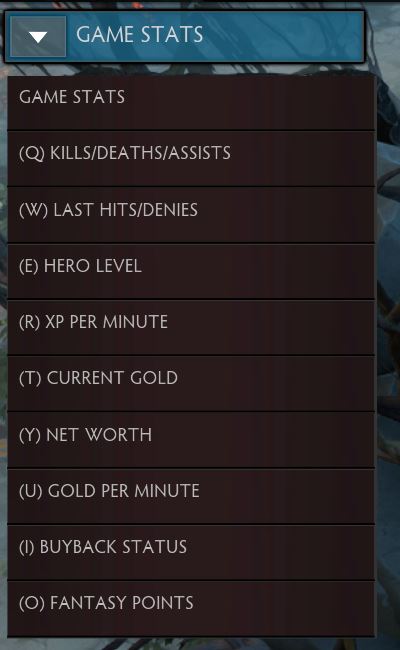 GAME STATS
GAME STATS
(Q) KILLS/DEATHS/ASSISTS
(W) LAST HITS/DENIES
(E) HERO LEVEL
(R) XP PER MINUTE
(T) CURRENT GOLD
(Y) NET WORTH
(U) GOLD PER MINUTE
(I) BUYBACK STATUS
(O) FANTASY POINTS